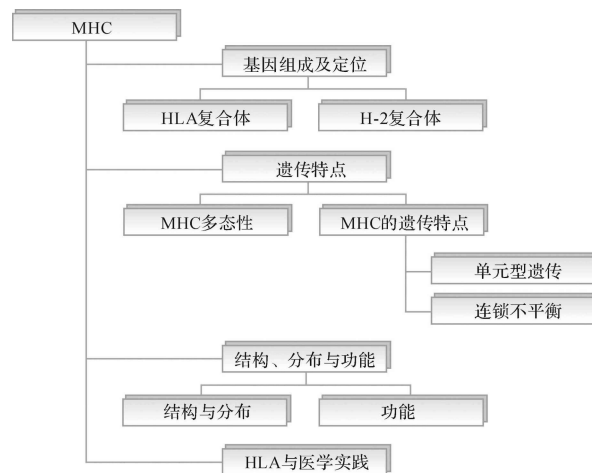 MHC
基因组成及定位
HLA复合体
H-2复合体
遗传特点
MHC多态性
MHC的遗传特点
单元型遗传
连锁不平衡
结构、分布与功能
结构与分布
功能
HLA与医学实践